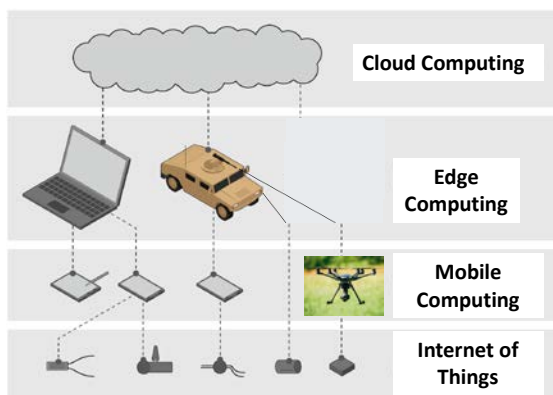 Cloud Computing
Edge
Computing
Mobile
Computing
Internet of
Things